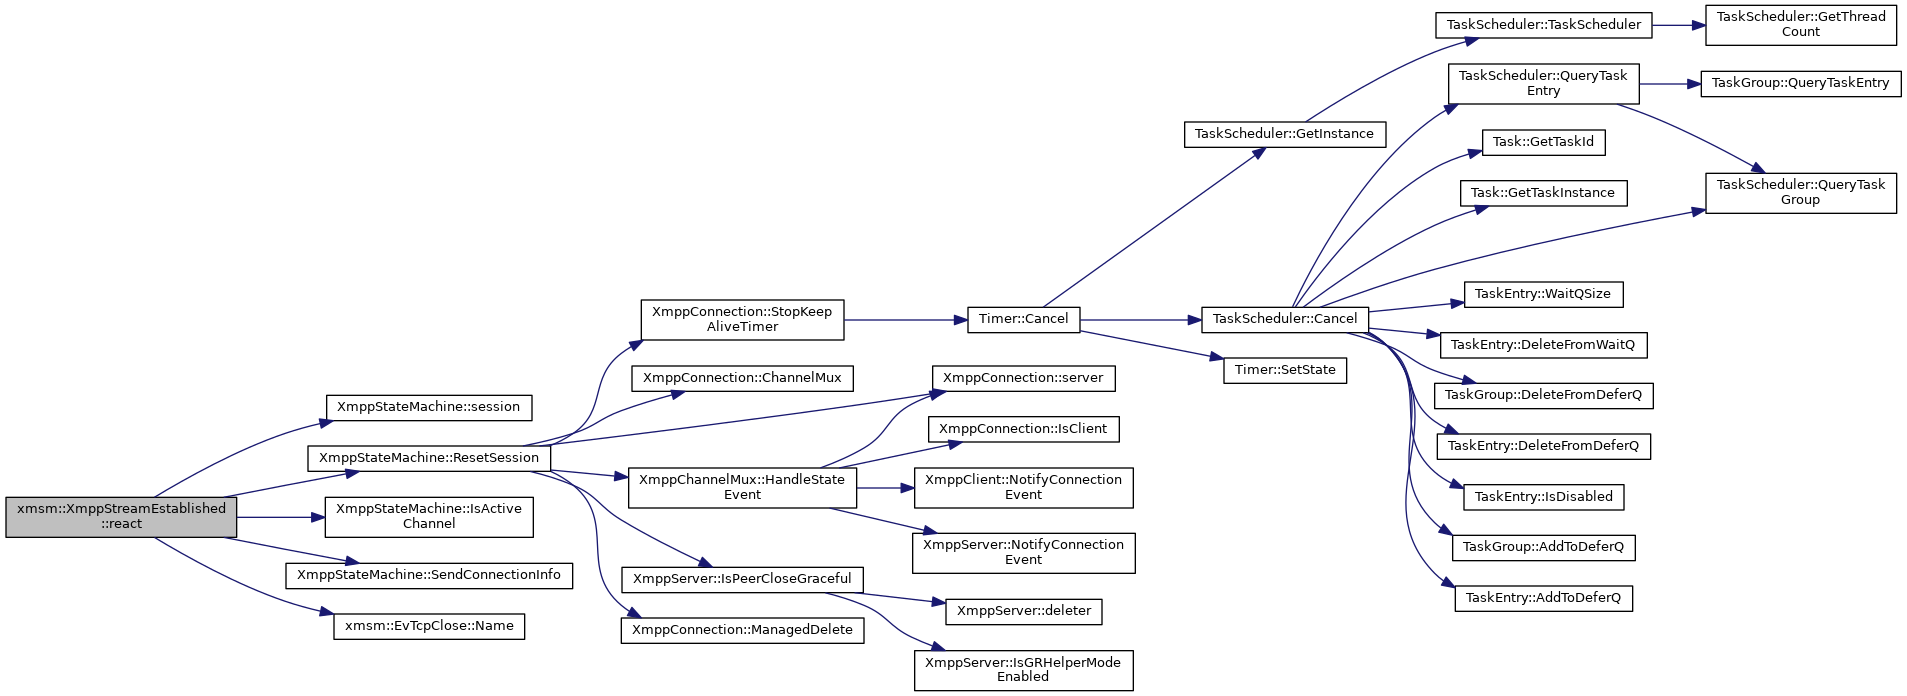 xmsm::XmppStreamEstablished
::react
XmppStateMachine::session
XmppStateMachine::ResetSession
XmppStateMachine::IsActive
Channel
XmppStateMachine::SendConnectionInfo
xmsm::EvTcpClose::Name
XmppConnection::StopKeep
AliveTimer
XmppConnection::ChannelMux
XmppChannelMux::HandleState
Event
XmppServer::IsPeerCloseGraceful
XmppConnection::ManagedDelete
Timer::Cancel
XmppConnection::server
XmppConnection::IsClient
XmppClient::NotifyConnection
Event
XmppServer::NotifyConnection
Event
XmppServer::deleter
XmppServer::IsGRHelperMode
Enabled
TaskScheduler::GetInstance
TaskScheduler::Cancel
Timer::SetState
TaskScheduler::TaskScheduler
TaskScheduler::QueryTask
Entry
Task::GetTaskId
Task::GetTaskInstance
TaskEntry::WaitQSize
TaskEntry::DeleteFromWaitQ
TaskGroup::DeleteFromDeferQ
TaskEntry::DeleteFromDeferQ
TaskEntry::IsDisabled
TaskGroup::AddToDeferQ
TaskEntry::AddToDeferQ
TaskScheduler::GetThread
Count
TaskGroup::QueryTaskEntry
TaskScheduler::QueryTask
Group